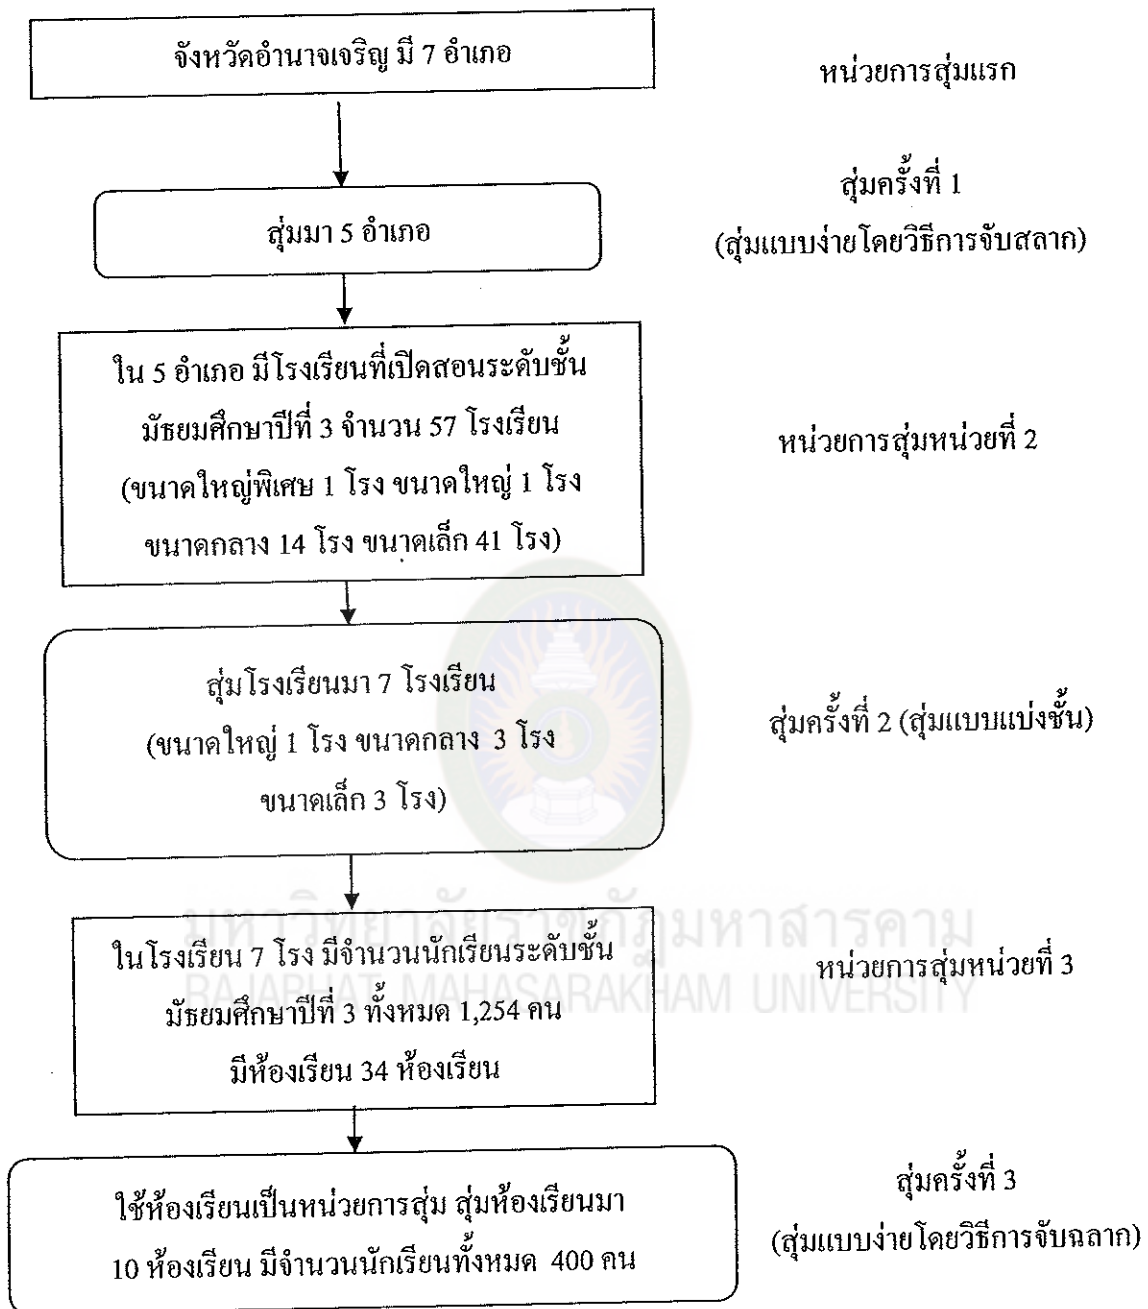 จังหวัดอำนาจเจริญ มี 7 อำเภอ
หน่วยการสุ่มแรก
สุ่มครั้งที่ 1
(สุ่มแบบง่ายโดยวิธีการจับสลาก)
สุ่มมา 5 อำเภอ
ใน 5 อำเภอ มีโรงเรียนที่เปิดสอนระดับชั้น
มัธยมศึกษาปีที่ 3 จำนวน 57 โรงเรียน
(ขนาดใหญ่พิเศษ 1 โรง ขนาดใหญ่ 1 โรง
ขนาดกลาง 14 โรง ขนาดเล็ก 41 โรง)
หน่วยการสุ่มหน่วยที่ 2
สุ่มโรงเรียนมา 7 โรงเรียน
(ขนาดใหญ่ 1 โรง ขนาดกลาง 3 โรง
ขนาดเล็ก 3 โรง)
สุ่มครั้งที่ 2 (สุ่มแบบแบ่งชั้น)
มหาวิทยาลัยราชภัฏมหาสารคาม
RAJABHAT MAHASARAKHAM UNIVERSITY
ในโรงเรียน 7 โรง มีจำนวนนักเรียนระดับชั้น
มัธยมศึกษาปีที่ 3 ทั้งหมด 1,254 คน
มีห้องเรียน 34 ห้องเรียน
หน่วยการสุ่มหน่วยที่ 3
ใช้ห้องเรียนเป็นหน่วยการสุ่ม สุ่มห้องเรียนมา
10 ห้องเรียน มีจำนวนนักเรียนทั้งหมด 400 คน
สุ่มครั้งที่ 3
(สุ่มแบบง่ายโดยวิธีการจับฉลาก)